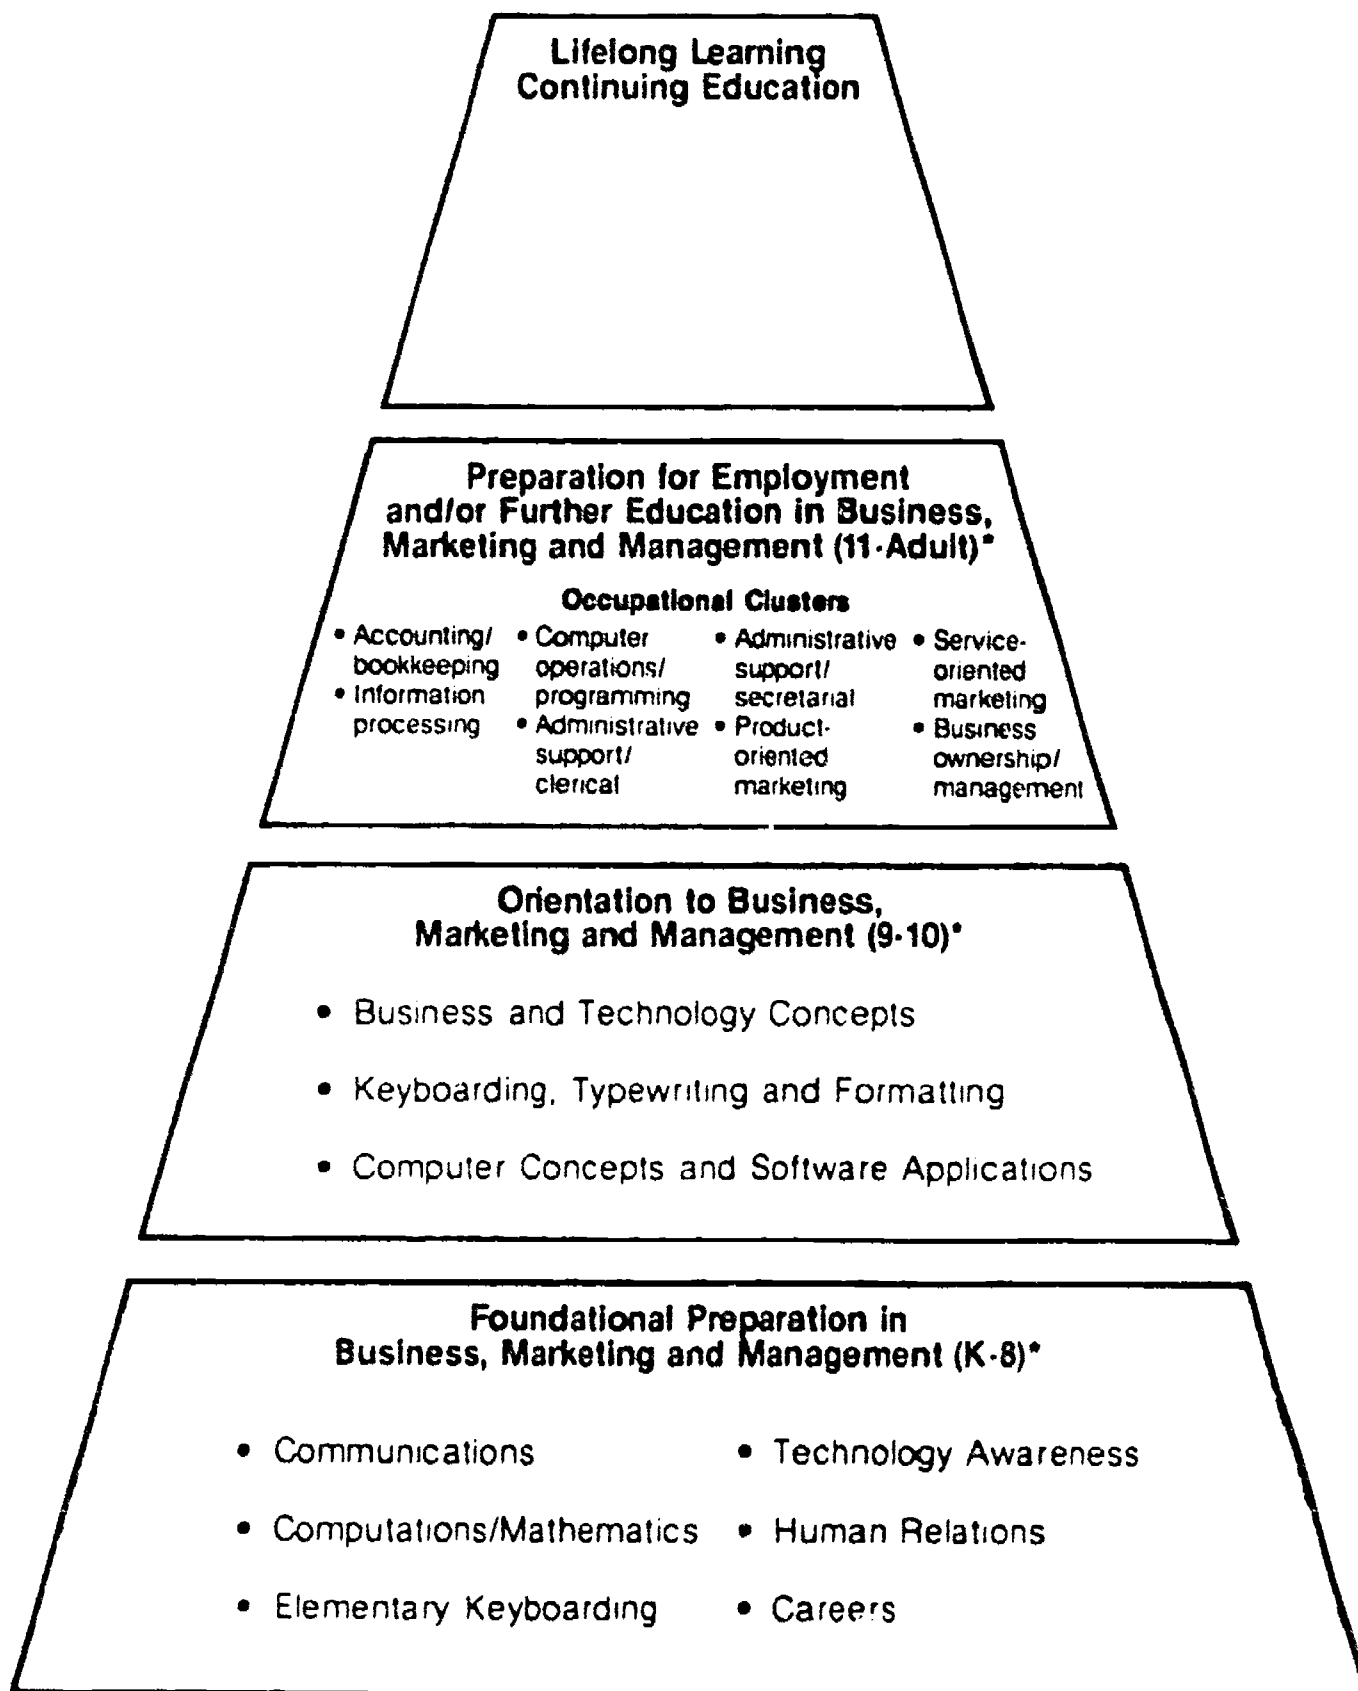 Lifelong Learning
Continuing Education
Preparation for Employment
and/or Further Education in Business,
Marketing and Management (11-Adult)*
Occupational Clusters
• Accounting/
bookkeeping
• Information
processing
• Computer
operations/
programming
• Administrative
support/
clerical
• Administrative
support/
secretarial
• Product-
oriented
marketing
• Service-
oriented
marketing
• Business
ownership/
management
Orientation to Business,
Marketing and Management (9-10)*
• Business and Technology Concepts
• Keyboarding, Typewriting and Formatting
• Computer Concepts and Software Applications
Foundational Preparation in
Business, Marketing and Management (K-8)*
• Communications
• Computations/Mathematics
• Elementary Keyboarding
• Technology Awareness
• Human Relations
• Careers